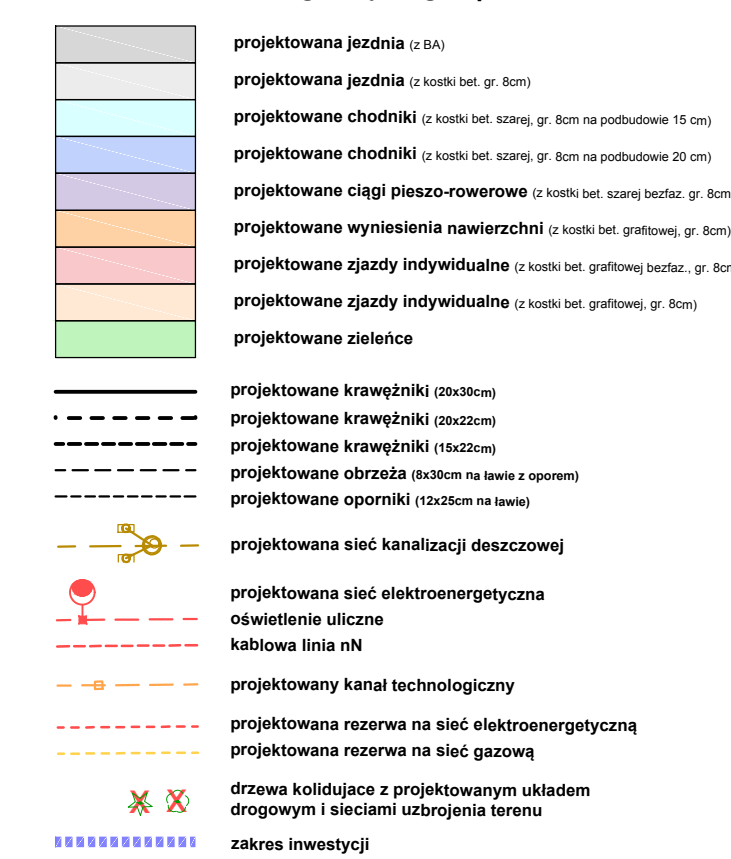 projektowana jezdnia (z BA)
projektowana jezdnia (z kostki bet. gr. 8cm)
projektowane chodniki (z kostki bet. szarej, gr. 8cm na podbudowie 15 cm)
projektowane chodniki (z kostki bet. szarej, gr. 8cm na podbudowie 20 cm)
projektowane ciągi pieszo-rowerowe (z kostki bet. szarej bezfaz. gr. 8cm
projektowane wyniesienia nawierzchni (z kostki bet. grafitowej, gr. 8cm)
projektowane zjazdy indywidualne (z kostki bet. grafitowej bezfaz., gr. 8cm
projektowane zjazdy indywidualne (z kostki bet. grafitowej, gr. 8cm)
projektowane zieleńce
projektowane krawężniki (20x30cm)
projektowane krawężniki (20x22cm)
projektowane krawężniki (15x22cm)
projektowane obrzeża (8x30cm na ławie z oporem)
projektowane oporniki (12x25cm na ławie)
projektowana sieć kanalizacji deszczowej
projektowana sieć elektroenergetyczna
oświetlenie uliczne
kablowa linia nN
projektowany kanał technologiczny
projektowana rezerwa na sieć elektroenergetyczną
projektowana rezerwa na sieć gazową
drzewa kolidujace z projektowanym układem
drogowym i sieciami uzbrojenia terenu
zakres inwestycji